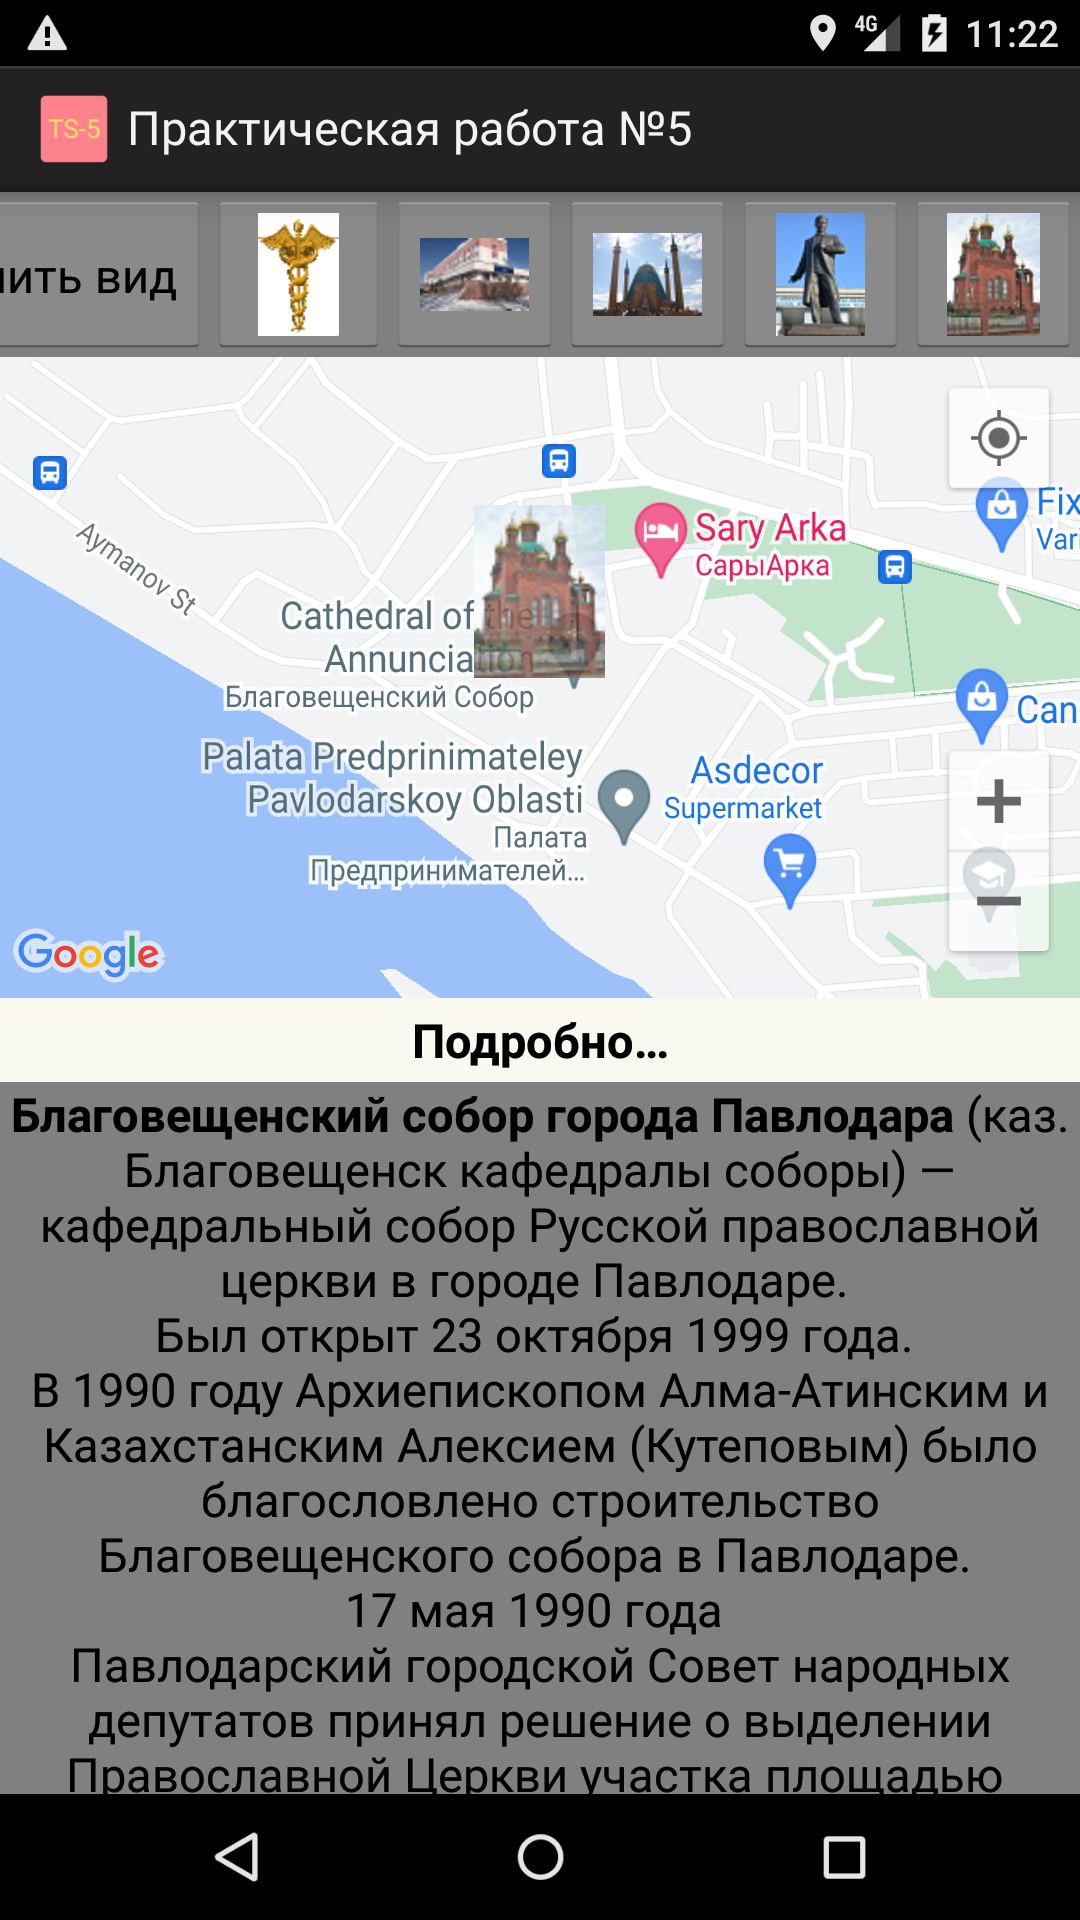 4G 11:22
TS-5 Практическая работа №5
ить вид
Fix
Vari
Sary Arka
СарыАрка
Aymanov St
Cathedral of the
Annunciation
Благовещенский Собор
Can
Palata Predprinimateley
Pavlodarskoy Oblasti
Палата
Предпринимателей...
Asdecor
Supermarket
Google
Подробно...
Благовещенский собор города Павлодара (каз.
Благовещенск кафедралы соборы) —
кафедральный собор Русской православной
церкви в городе Павлодаре.
Был открыт 23 октября 1999 года.
В 1990 году Архиепископом Алма-Атинским и
Казахстанским Алексием (Кутеповым) было
благословлено строительство
Благовещенского собора в Павлодаре.
17 мая 1990 года
Павлодарский городской Совет народных
депутатов принял решение о выделении
Православной Церкви участка площадью